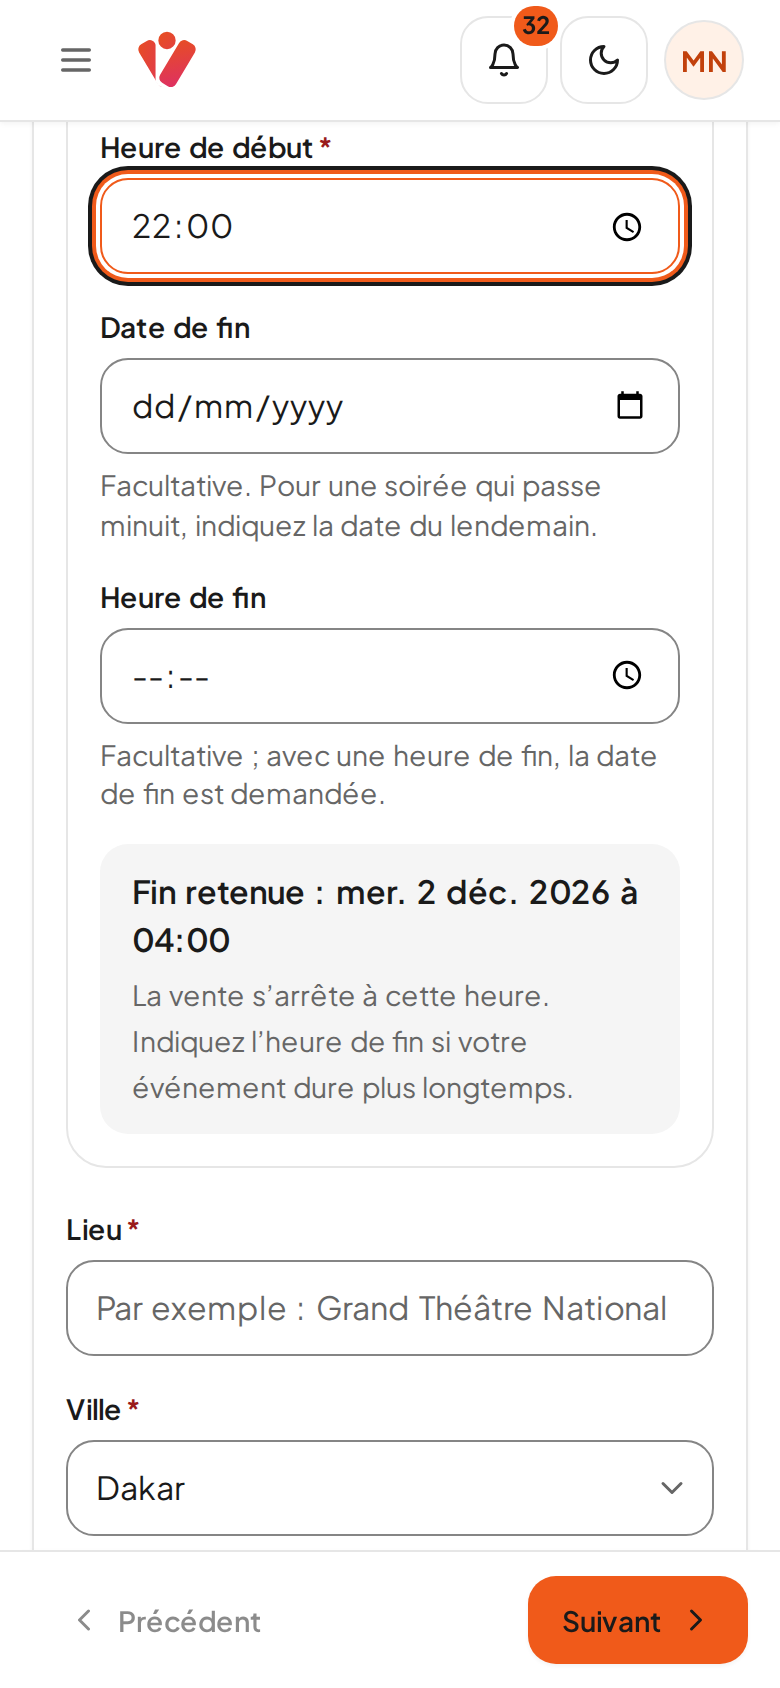 32
MN
Heure de début *
22:00
Date de fin
dd/mm/yyyy
Facultative. Pour une soirée qui passe
minuit, indiquez la date du lendemain.
Heure de fin
--:--
Facultative ; avec une heure de fin, la date
de fin est demandée.
Fin retenue : mer. 2 déc. 2026 à
04:00
La vente s’arrête à cette heure.
Indiquez l’heure de fin si votre
événement dure plus longtemps.
Lieu *
Par exemple : Grand Théâtre National
Ville *
Dakar
Précédent
Suivant